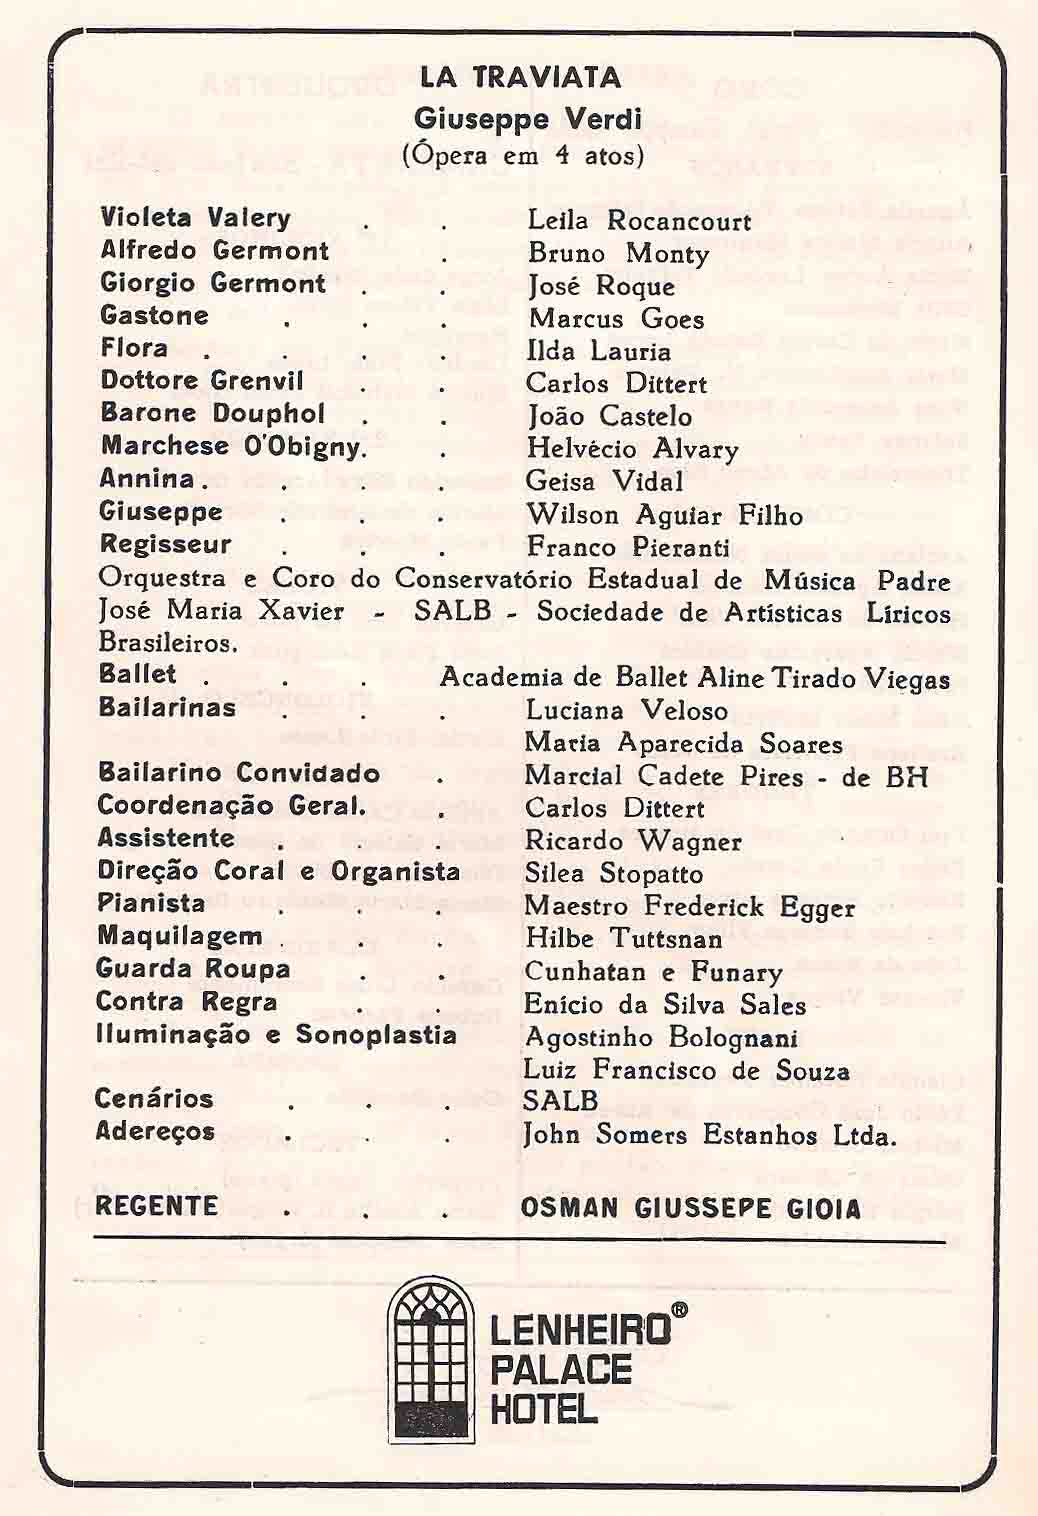 LA TRAVIATA
Giuseppe Verdi
(Ópera em 4 atos)
Violeta Valery . . Leila Rocancourt
Alfredo Germont . Bruno Monty
Giorgio Germont . . José Roque
Gastone . . . Marcus Goes
Flora . . . . Ilda Lauria
Dottore Grenvil . . Carlos Dittert
Barone Douphol . . João Castelo
Marchese O'Obigny. . Helvécio Alvary
Annina . . . . Geisa Vidal
Giuseppe . . . Wilson Aguiar Filho
Regisseur . . . Franco Pieranti
Orquestra e Coro do Conservatório Estadual de Música Padre
José Maria Xavier - SALB - Sociedade de Artísticas Líricos
Brasileiros.
Ballet . . . Academia de Ballet Aline Tirado Viegas
Bailarinas . . . Luciana Veloso
Maria Aparecida Soares
Bailarino Convidado . Marcial Cadete Pires - de BH
Coordenação Geral. . Carlos Dittert
Assistente . . . Ricardo Wagner
Direção Coral e Organista Silea Stopatto
Pianista . . . Maestro Frederick Egger
Maquilagem . . . Hilbe Tuttsnan
Guarda Roupa . . Cunhatan e Funary
Contra Regra . . Enício da Silva Sales
Iluminação e Sonoplastia Agostinho Bolognani
Luiz Francisco de Souza
Cenários . . . SALB
Adereços . . . John Somers Estanhos Ltda.
REGENTE . . . OSMAN GIUSSEPE GIOIA
LENHEIRO®
PALACE
HOTEL